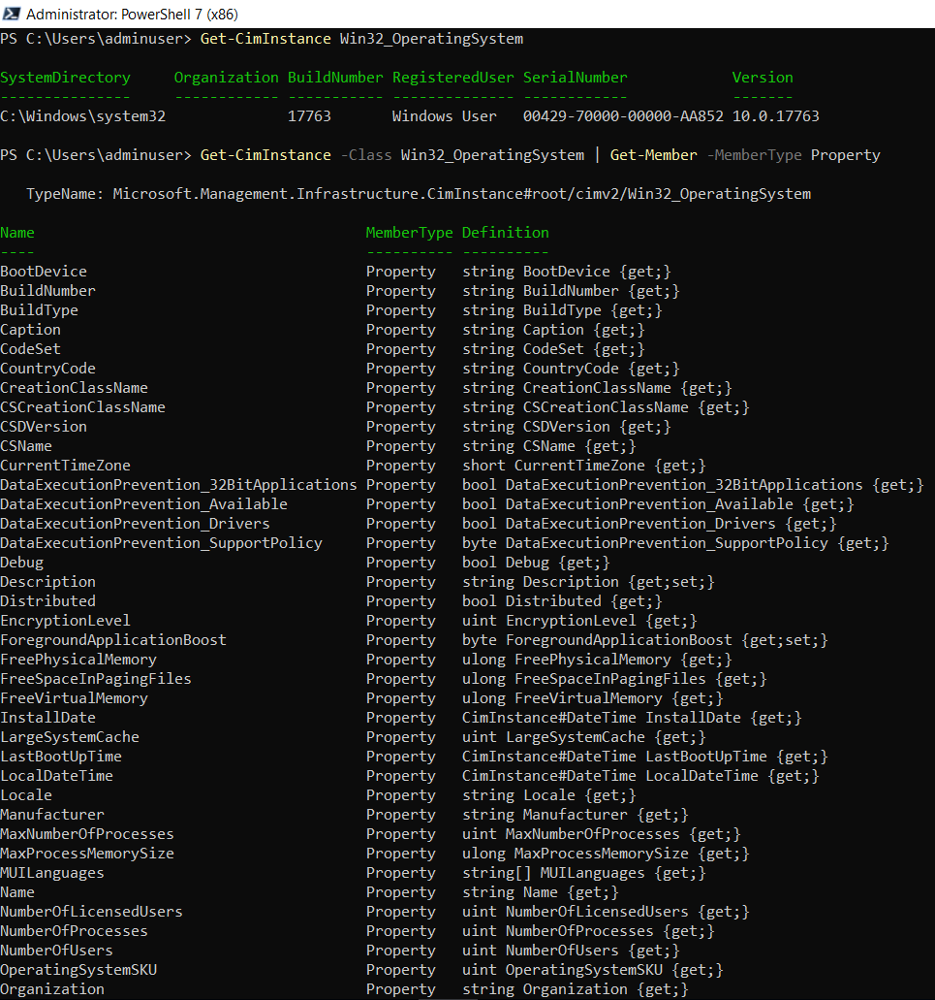 Administrator: PowerShell 7 (x86)
PS C:\Users\adminuser> Get-CimInstance Win32_OperatingSystem
SystemDirectory     Organization BuildNumber RegisteredUser SerialNumber            Version
---------------     ------------ ----------- -------------- ------------            -------
C:\Windows\system32              17763       Windows User   00429-70000-00000-AA852 10.0.17763
PS C:\Users\adminuser> Get-CimInstance -Class Win32_OperatingSystem | Get-Member -MemberType Property
   TypeName: Microsoft.Management.Infrastructure.CimInstance#root/cimv2/Win32_OperatingSystem
Name                                      MemberType Definition
----                                      ---------- ----------
BootDevice                                Property   string BootDevice {get;}
BuildNumber                               Property   string BuildNumber {get;}
BuildType                                 Property   string BuildType {get;}
Caption                                   Property   string Caption {get;}
CodeSet                                   Property   string CodeSet {get;}
CountryCode                               Property   string CountryCode {get;}
CreationClassName                         Property   string CreationClassName {get;}
CSCreationClassName                       Property   string CSCreationClassName {get;}
CSDVersion                                Property   string CSDVersion {get;}
CSName                                    Property   string CSName {get;}
CurrentTimeZone                           Property   short CurrentTimeZone {get;}
DataExecutionPrevention_32BitApplications Property   bool DataExecutionPrevention_32BitApplications {get;}
DataExecutionPrevention_Available         Property   bool DataExecutionPrevention_Available {get;}
DataExecutionPrevention_Drivers           Property   bool DataExecutionPrevention_Drivers {get;}
DataExecutionPrevention_SupportPolicy     Property   byte DataExecutionPrevention_SupportPolicy {get;}
Debug                                     Property   bool Debug {get;}
Description                               Property   string Description {get;set;}
Distributed                               Property   bool Distributed {get;}
EncryptionLevel                           Property   uint EncryptionLevel {get;}
ForegroundApplicationBoost                Property   byte ForegroundApplicationBoost {get;set;}
FreePhysicalMemory                        Property   ulong FreePhysicalMemory {get;}
FreeSpaceInPagingFiles                    Property   ulong FreeSpaceInPagingFiles {get;}
FreeVirtualMemory                         Property   ulong FreeVirtualMemory {get;}
InstallDate                               Property   CimInstance#DateTime InstallDate {get;}
LargeSystemCache                          Property   uint LargeSystemCache {get;}
LastBootUpTime                            Property   CimInstance#DateTime LastBootUpTime {get;}
LocalDateTime                             Property   CimInstance#DateTime LocalDateTime {get;}
Locale                                    Property   string Locale {get;}
Manufacturer                              Property   string Manufacturer {get;}
MaxNumberOfProcesses                      Property   uint MaxNumberOfProcesses {get;}
MaxProcessMemorySize                      Property   ulong MaxProcessMemorySize {get;}
MUILanguages                              Property   string[] MUILanguages {get;}
Name                                      Property   string Name {get;}
NumberOfLicensedUsers                     Property   uint NumberOfLicensedUsers {get;}
NumberOfProcesses                         Property   uint NumberOfProcesses {get;}
NumberOfUsers                             Property   uint NumberOfUsers {get;}
OperatingSystemSKU                        Property   uint OperatingSystemSKU {get;}
Organization                              Property   string Organization {get;}